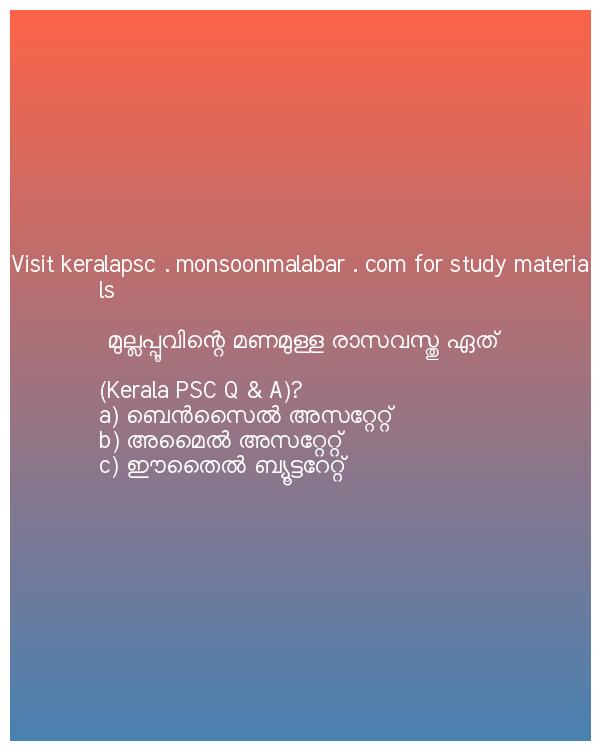 Visit keralapsc . monsoonmalabar . com for study materia
ls
മുല്ലപ്പൂവിന്റെ മണമുള്ള രാസവസ്തു ഏത്
(Kerala PSC Q & A)?
a) ബെൻസൈൽ അസറ്റേറ്റ്
b) അമൈൽ അസറ്റേറ്റ്
c) ഈതൈൽ ബ്യൂട്ടറേറ്റ്